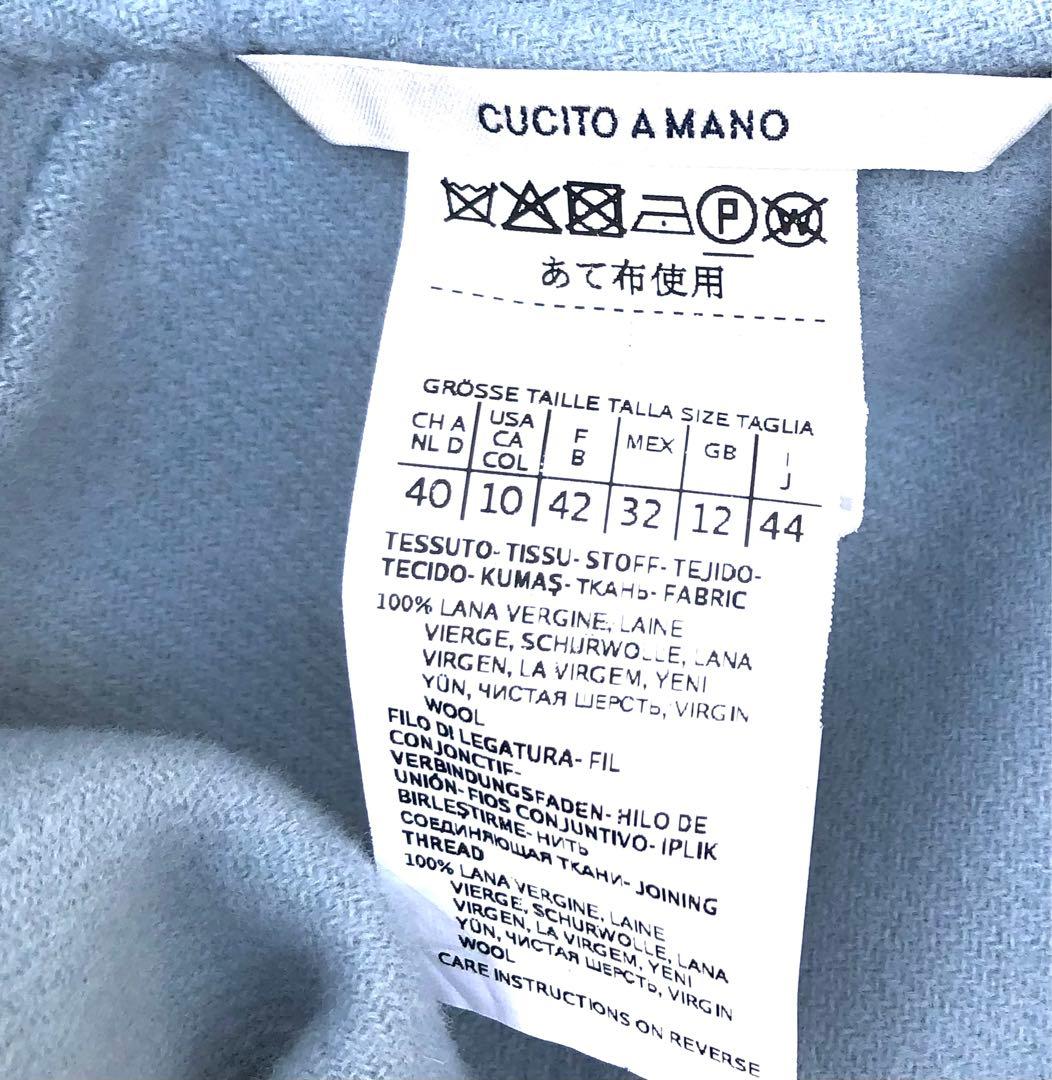 CUCITO A MANO
P W
あて布使用
GRÖSSE TAILLE TALLA SIZE TAGLIA
CH A NL D USA CA COL F B MEX GB I J
40 10 42 32 12 44
TESSUTO- TISSU- STOFF- TEJIDO-
TECIDO- KUMAŞ- ТКАНЬ- FABRIC
100% LANA VERGINE, LAINE
VIERGE, SCHURWOLLE, LANA
VIRGEN, LA VIRGEM, YENI
YÜN, ЧИСТАЯ ШЕРСТЬ, VIRGIN
WOOL
FILO DI LEGATURA- FIL
CONJONCTIF-
VERBINDUNGSFADEN- HILO DE
UNIÓN- FIOS CONJUNTIVO- IPLIK
BIRLEŞTIRME- НИТЬ
СОЕДИНЯЮЩАЯ ТКАНИ- JOINING
THREAD
100% LANA VERGINE, LAINE
VIERGE, SCHURWOLLE, LANA
VIRGEN, LA VIRGEM, YENI
YÜN, ЧИСТАЯ ШЕРСТЬ, VIRGIN
WOOL
CARE INSTRUCTIONS ON REVERSE